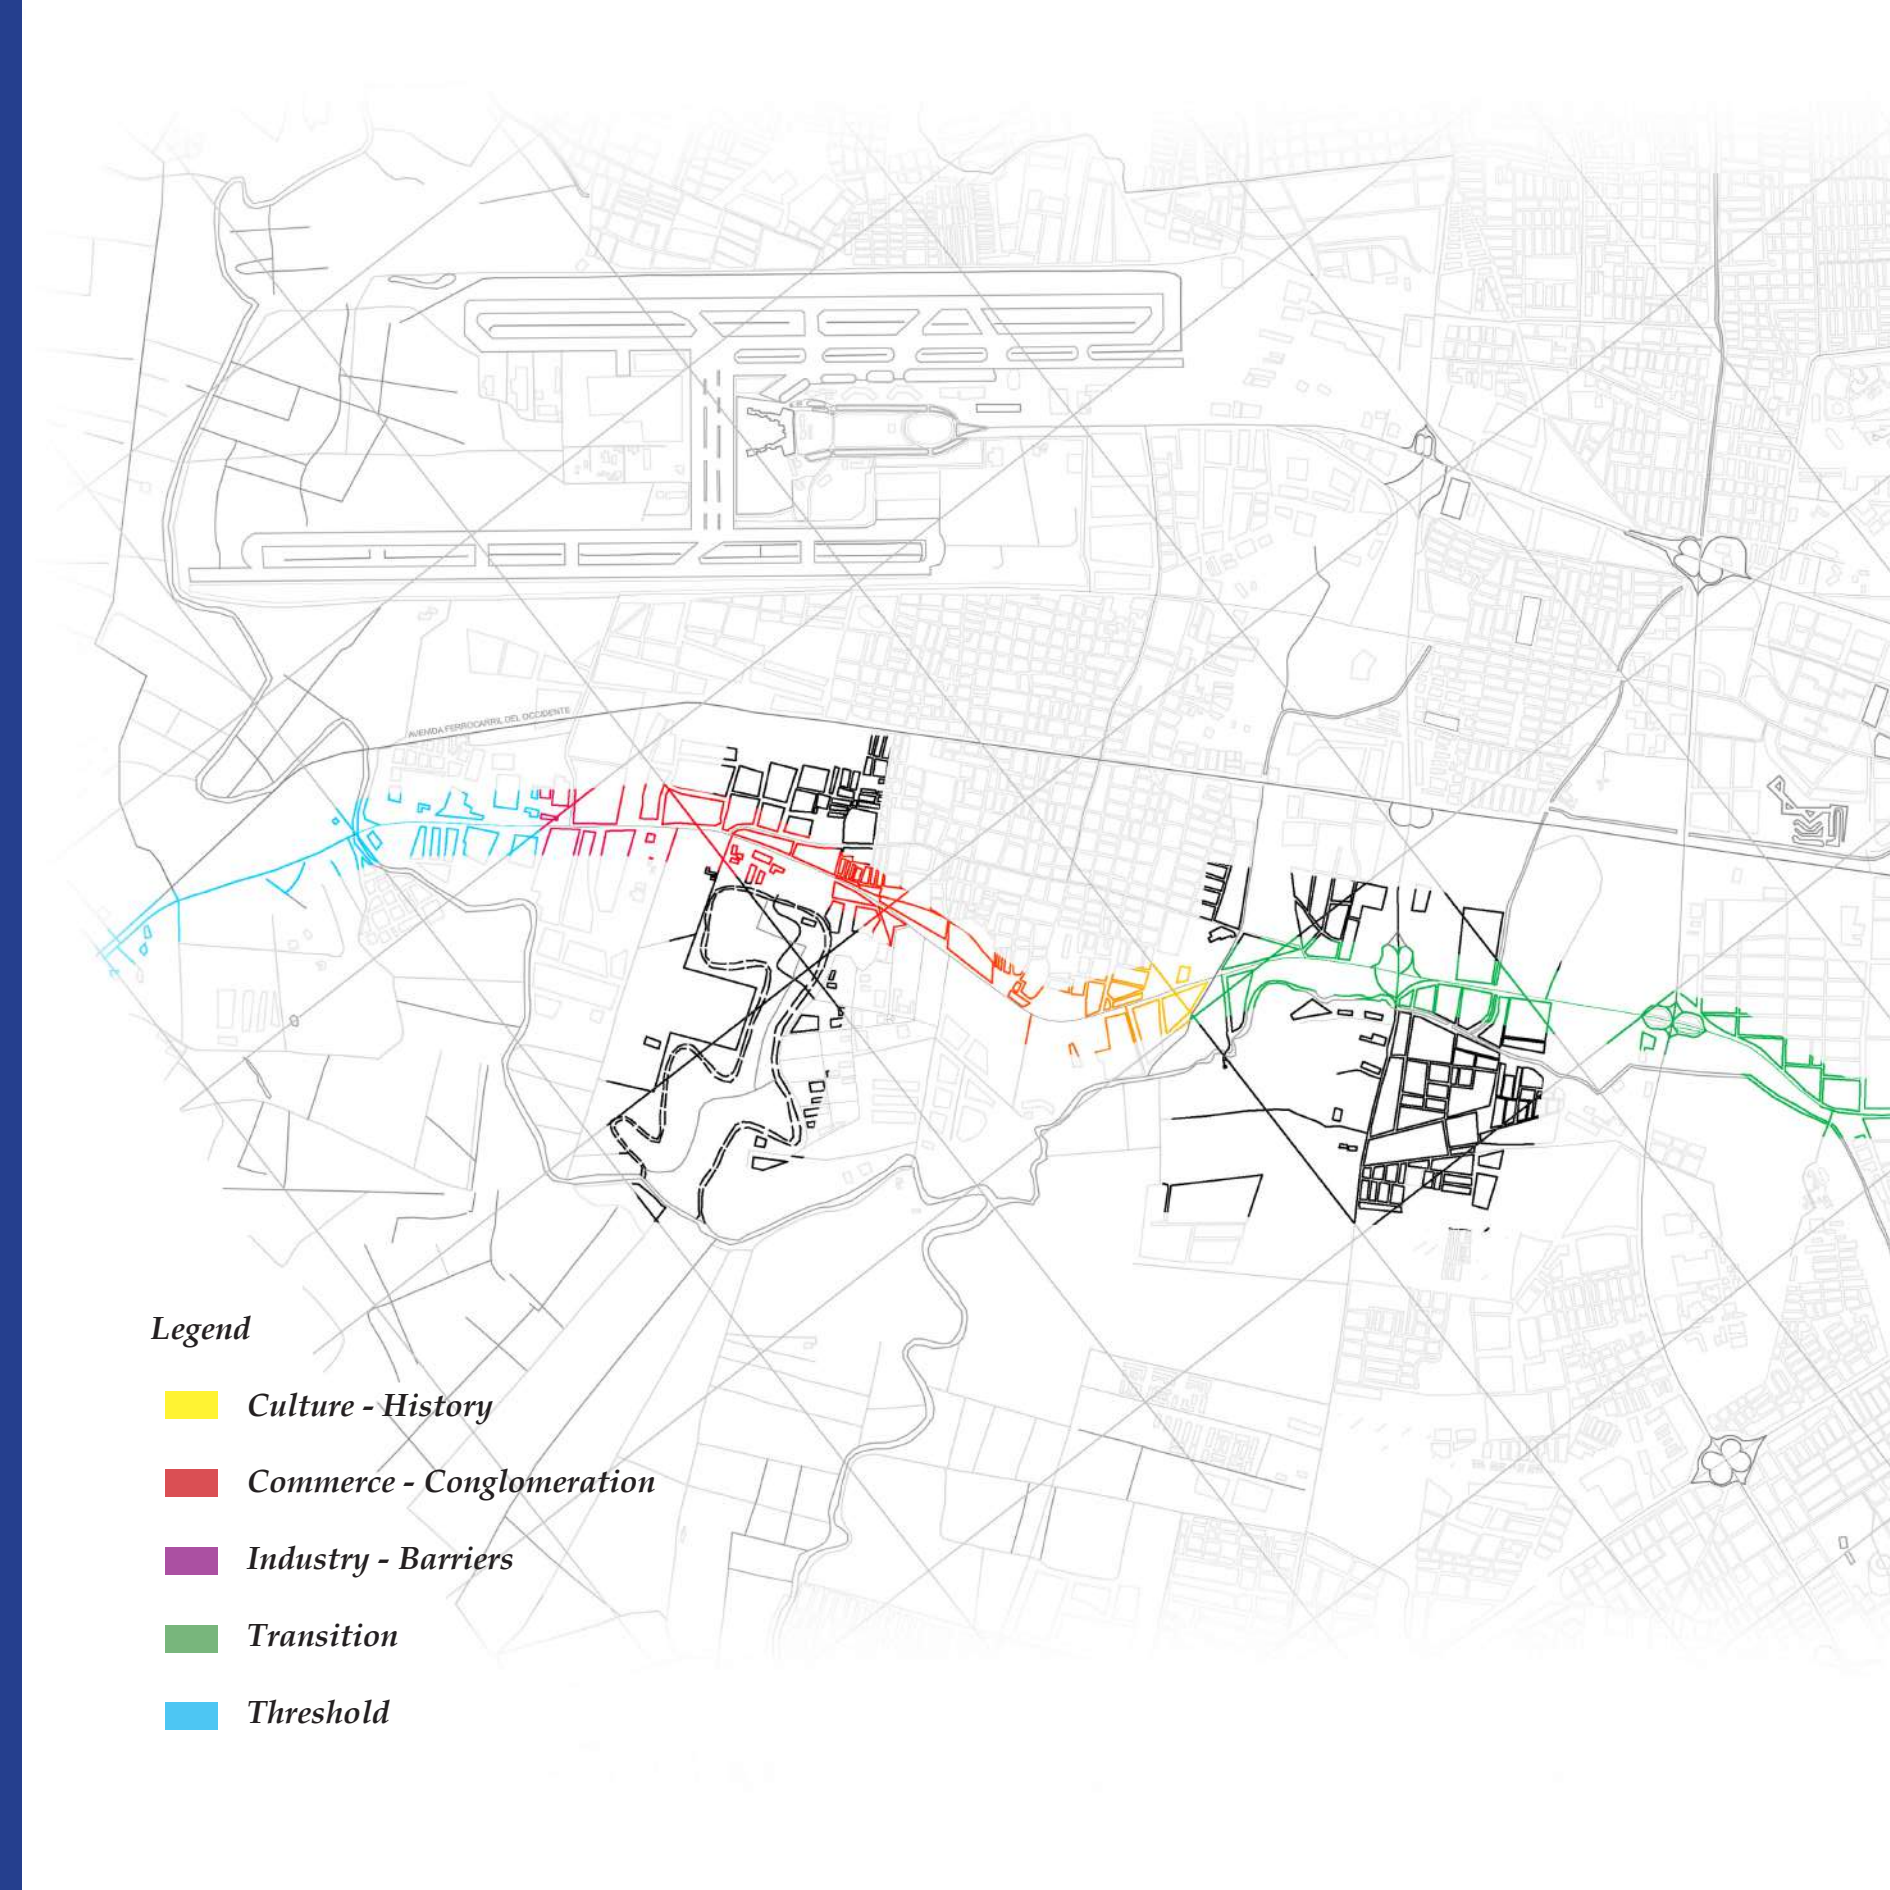 AVENIDA FERROCARRIL DEL OCCIDENTE
Legend
Culture - History
Commerce - Conglomeration
Industry - Barriers
Transition
Threshold